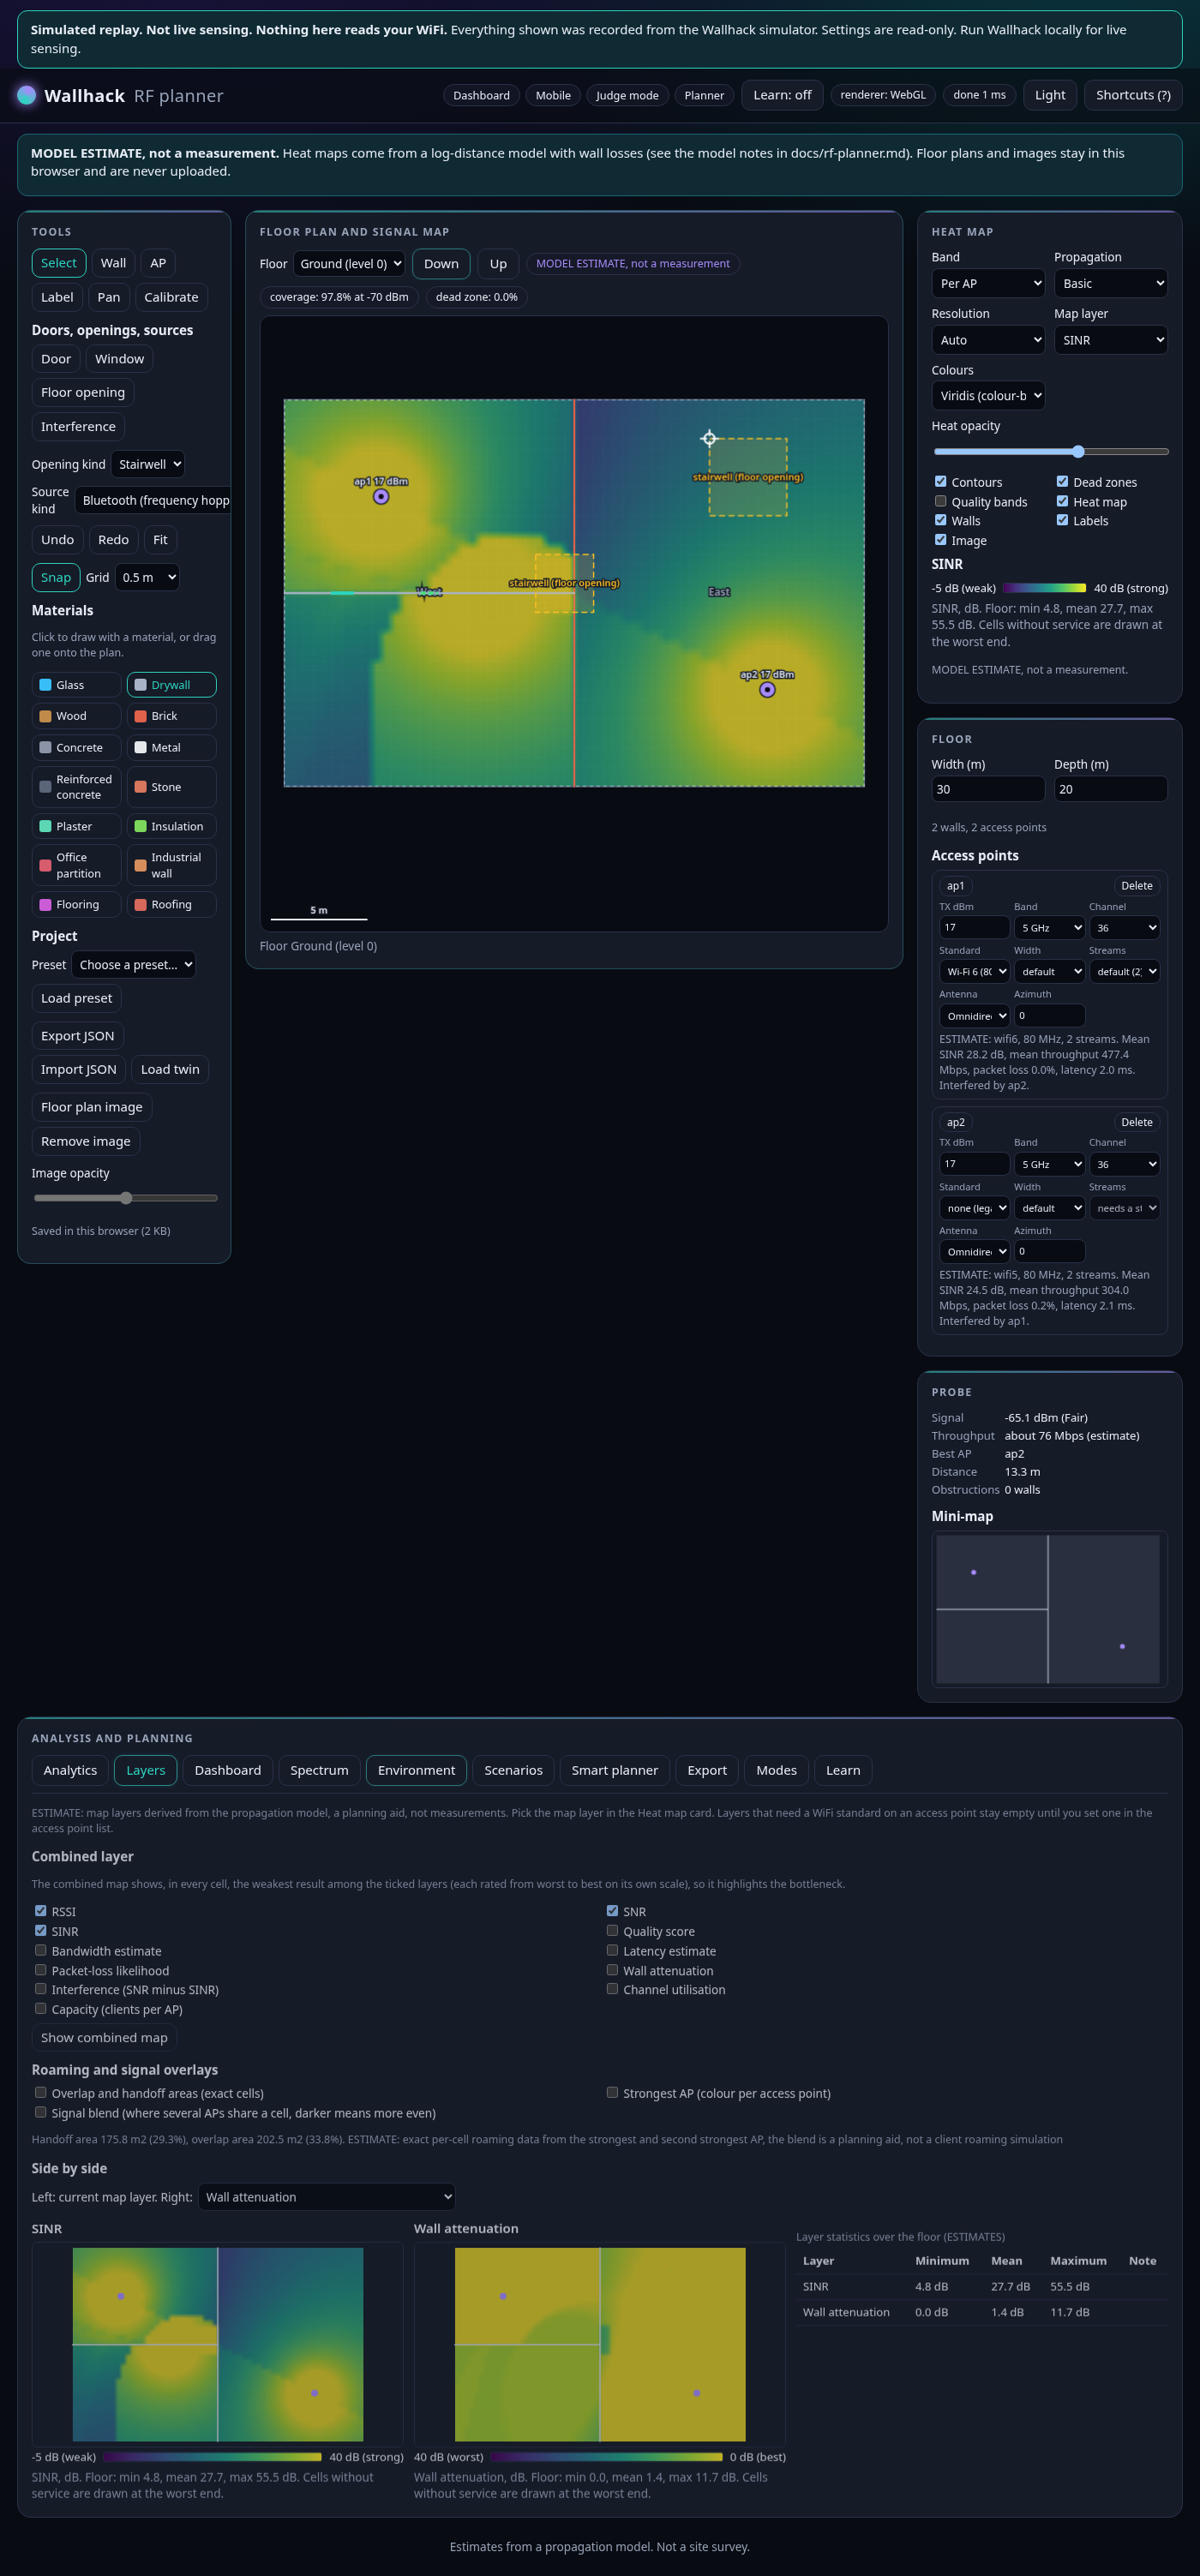 Simulated replay. Not live sensing. Nothing here reads your WiFi. Everything shown was recorded from the Wallhack simulator. Settings are read-only. Run Wallhack locally for live
sensing.
Wallhack RF planner
Dashboard Mobile Judge mode Planner Learn: off renderer: WebGL done 1 ms Light Shortcuts (?)
MODEL ESTIMATE, not a measurement. Heat maps come from a log-distance model with wall losses (see the model notes in docs/rf-planner.md). Floor plans and images stay in this
browser and are never uploaded.
TOOLS
Select Wall AP
Label Pan Calibrate
Doors, openings, sources
Door Window
Floor opening
Interference
Opening kind Stairwell
Source kind Bluetooth (frequency hopp
Undo Redo Fit
Snap Grid 0.5 m
Materials
Click to draw with a material, or drag
one onto the plan.
Glass Drywall
Wood Brick
Concrete Metal
Reinforced concrete Stone
Plaster Insulation
Office partition Industrial wall
Flooring Roofing
Project
Preset Choose a preset...
Load preset
Export JSON
Import JSON Load twin
Floor plan image
Remove image
Image opacity
Saved in this browser (2 KB)
FLOOR PLAN AND SIGNAL MAP
Floor Ground (level 0) Down Up MODEL ESTIMATE, not a measurement
coverage: 97.8% at -70 dBm dead zone: 0.0%
ap1 17 dBm
stairwell (floor opening)
stairwell (floor opening)
West
East
ap2 17 dBm
5 m
Floor Ground (level 0)
HEAT MAP
Band Propagation
Per AP Basic
Resolution Map layer
Auto SINR
Colours
Viridis (colour-b
Heat opacity
Contours Dead zones
Quality bands Heat map
Walls Labels
Image
SINR
-5 dB (weak) 40 dB (strong)
SINR, dB. Floor: min 4.8, mean 27.7, max
55.5 dB. Cells without service are drawn at
the worst end.
MODEL ESTIMATE, not a measurement.
FLOOR
Width (m) Depth (m)
30 20
2 walls, 2 access points
Access points
ap1 Delete
TX dBm Band Channel
17 5 GHz 36
Standard Width Streams
Wi-Fi 6 (80 default default (2)
Antenna Azimuth
Omnidirec 0
ESTIMATE: wifi6, 80 MHz, 2 streams. Mean
SINR 28.2 dB, mean throughput 477.4
Mbps, packet loss 0.0%, latency 2.0 ms.
Interfered by ap2.
ap2 Delete
TX dBm Band Channel
17 5 GHz 36
Standard Width Streams
none (lega default needs a st
Antenna Azimuth
Omnidirec 0
ESTIMATE: wifi5, 80 MHz, 2 streams. Mean
SINR 24.5 dB, mean throughput 304.0
Mbps, packet loss 0.2%, latency 2.1 ms.
Interfered by ap1.
PROBE
Signal -65.1 dBm (Fair)
Throughput about 76 Mbps (estimate)
Best AP ap2
Distance 13.3 m
Obstructions 0 walls
Mini-map
ANALYSIS AND PLANNING
Analytics Layers Dashboard Spectrum Environment Scenarios Smart planner Export Modes Learn
ESTIMATE: map layers derived from the propagation model, a planning aid, not measurements. Pick the map layer in the Heat map card. Layers that need a WiFi standard on an access point stay empty until you set one in the
access point list.
Combined layer
The combined map shows, in every cell, the weakest result among the ticked layers (each rated from worst to best on its own scale), so it highlights the bottleneck.
RSSI SNR
SINR Quality score
Bandwidth estimate Latency estimate
Packet-loss likelihood Wall attenuation
Interference (SNR minus SINR) Channel utilisation
Capacity (clients per AP)
Show combined map
Roaming and signal overlays
Overlap and handoff areas (exact cells) Strongest AP (colour per access point)
Signal blend (where several APs share a cell, darker means more even)
Handoff area 175.8 m2 (29.3%), overlap area 202.5 m2 (33.8%). ESTIMATE: exact per-cell roaming data from the strongest and second strongest AP, the blend is a planning aid, not a client roaming simulation
Side by side
Left: current map layer. Right: Wall attenuation
SINR
-5 dB (weak) 40 dB (strong)
SINR, dB. Floor: min 4.8, mean 27.7, max 55.5 dB. Cells without
service are drawn at the worst end.
Wall attenuation
40 dB (worst) 0 dB (best)
Wall attenuation, dB. Floor: min 0.0, mean 1.4, max 11.7 dB. Cells
without service are drawn at the worst end.
Layer statistics over the floor (ESTIMATES)
Layer Minimum Mean Maximum Note
SINR 4.8 dB 27.7 dB 55.5 dB
Wall attenuation 0.0 dB 1.4 dB 11.7 dB
Estimates from a propagation model. Not a site survey.